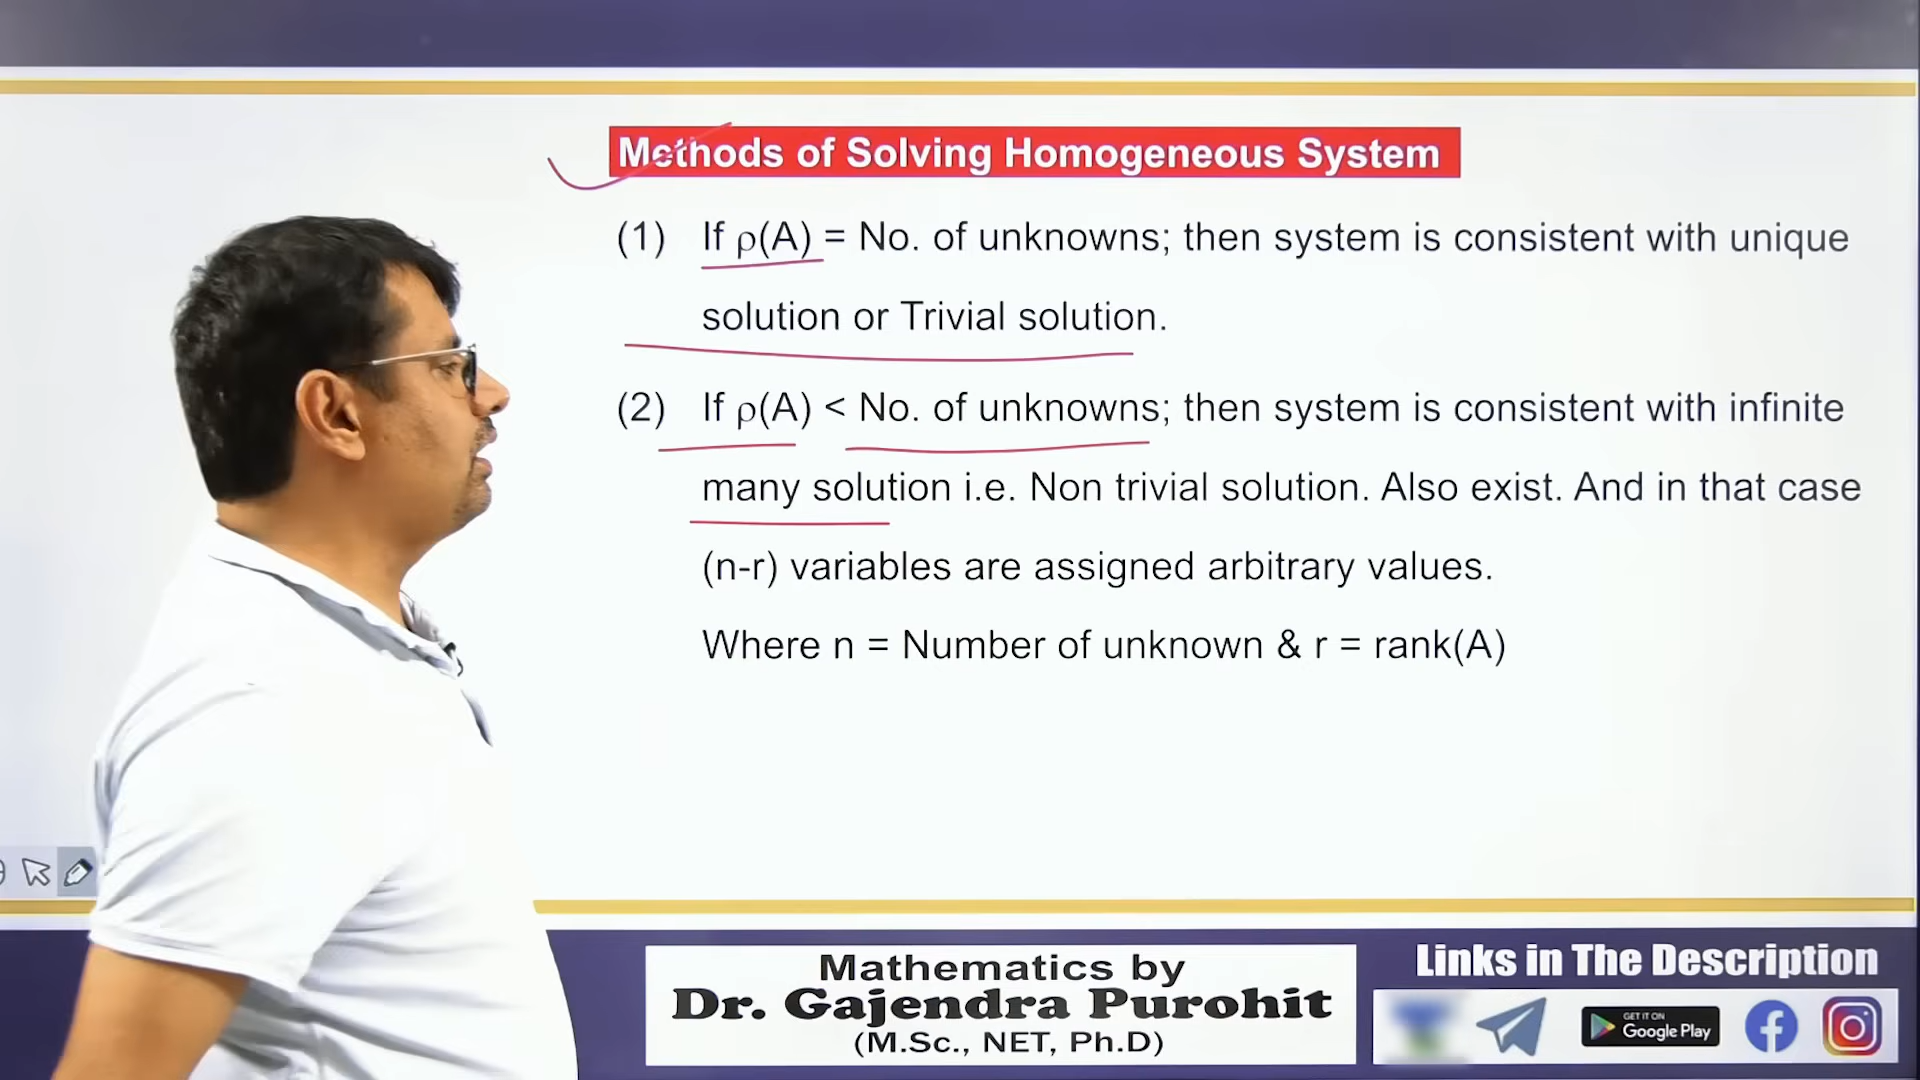 Methods of Solving Homogeneous System
(1) If ρ(A) = No. of unknowns; then system is consistent with unique
solution or Trivial solution.
(2) If ρ(A) < No. of unknowns; then system is consistent with infinite
many solution i.e. Non trivial solution. Also exist. And in that case
(n-r) variables are assigned arbitrary values.
Where n = Number of unknown & r = rank(A)
Mathematics by
Dr. Gajendra Purohit
(M.Sc., NET, Ph.D)
Links in The Description
GET IT ON
Google Play